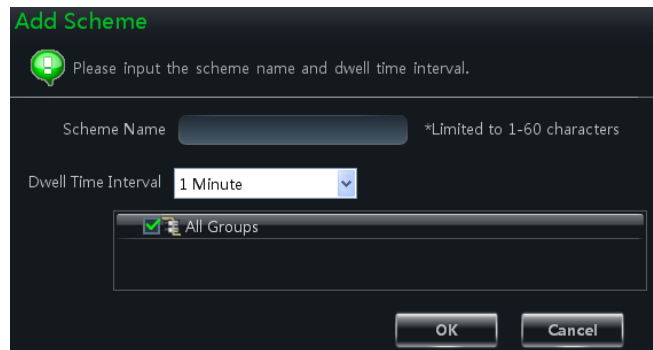 Add Scheme
Please input the scheme name and dwell time interval.
Scheme Name *Limited to 1-60 characters
Dwell Time Interval 1 Minute
All Groups
OK Cancel